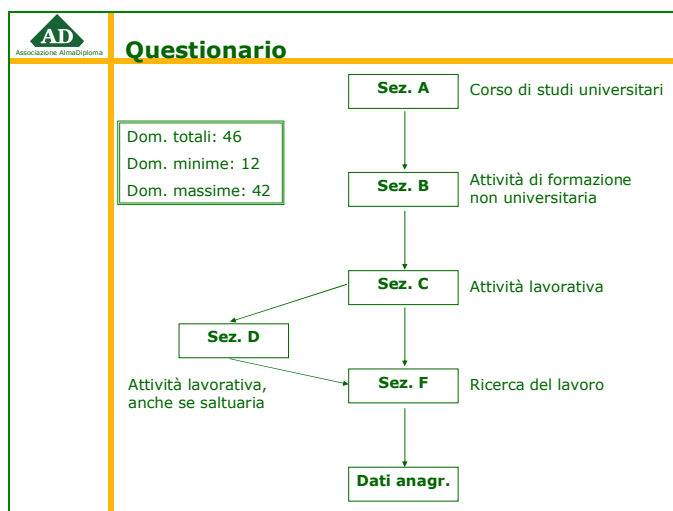 AD
Associazione AlmaDiploma
Questionario
Sez. A
Corso di studi universitari
Dom. totali: 46
Dom. minime: 12
Dom. massime: 42
Sez. B
Attività di formazione
non universitaria
Sez. C
Attività lavorativa
Sez. D
Attività lavorativa,
anche se saltuaria
Sez. F
Ricerca del lavoro
Dati anagr.